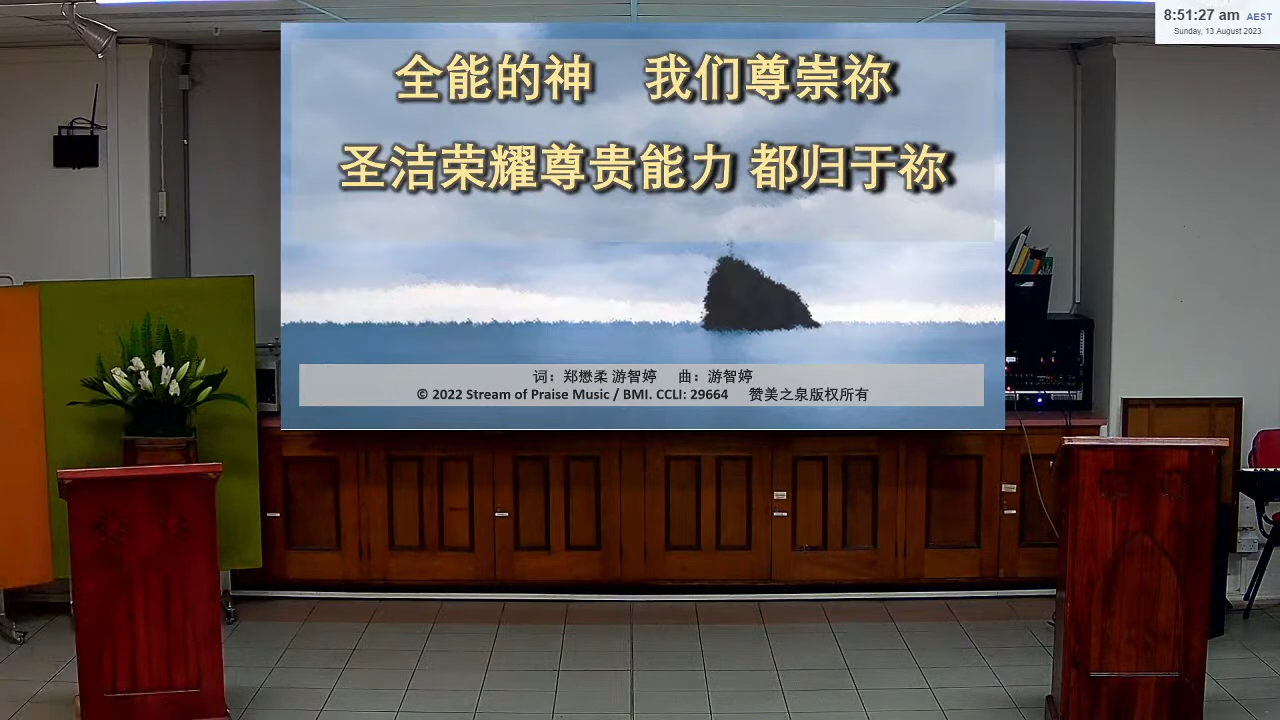 8:51:27 am AEST
Sunday, 13 August 2023
全能的神 我们尊崇祢
圣洁荣耀尊贵能力 都归于祢
词：郑懋柔 游智婷 曲：游智婷
© 2022 Stream of Praise Music / BMI. CCLI: 29664 赞美之泉版权所有